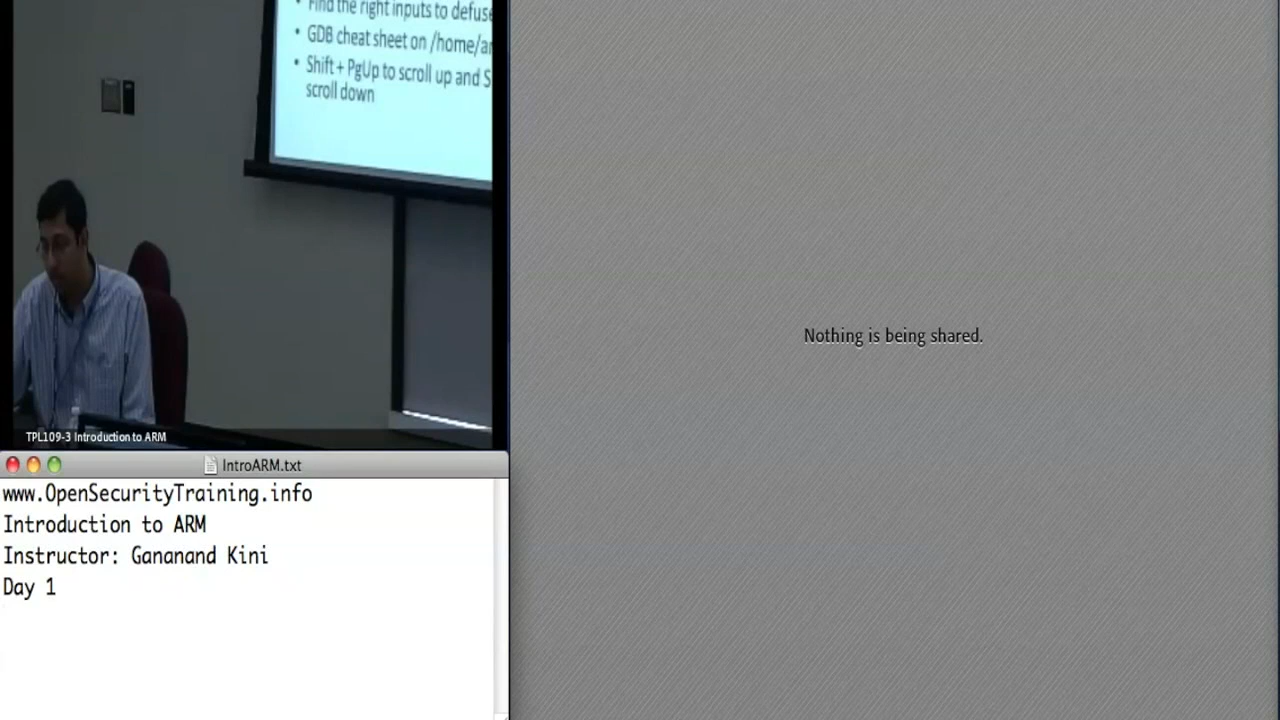 • Find the right inputs to defuse
• GDB cheat sheet on /home/
• Shift + PgUp to scroll up and
scroll down
Nothing is being shared.
TPL109-3 Introduction to ARM
IntroARM.txt
www.OpenSecurityTraining.info
Introduction to ARM
Instructor: Gananand Kini
Day 1